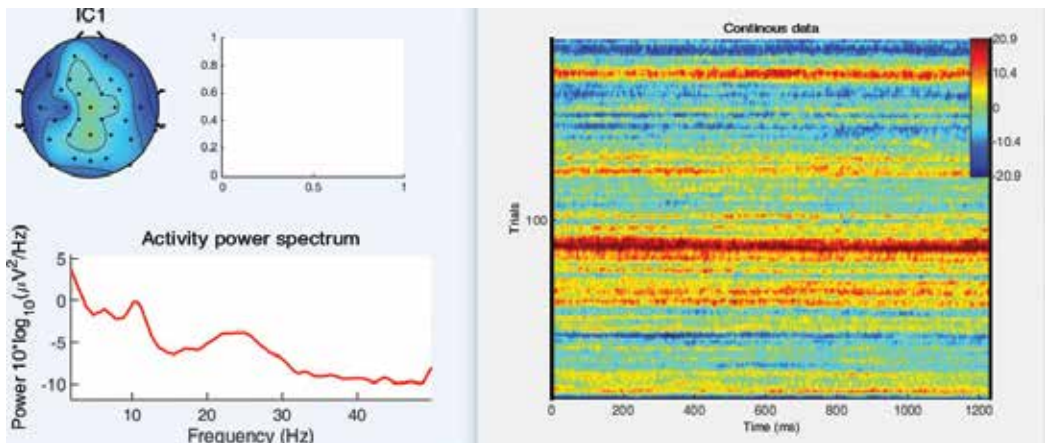 IC1
1
0.8
0.6
0.4
0.2
0
0 0.5 1
Activity power spectrum
Power 10*log10(μV2/Hz)
5
0
-5
-10
10 20 30 40
Frequency (Hz)
Continous data
Trials
100
20.9
10.4
0
-10.4
-20.9
0 200 400 600 800 1000 1200
Time (ms)